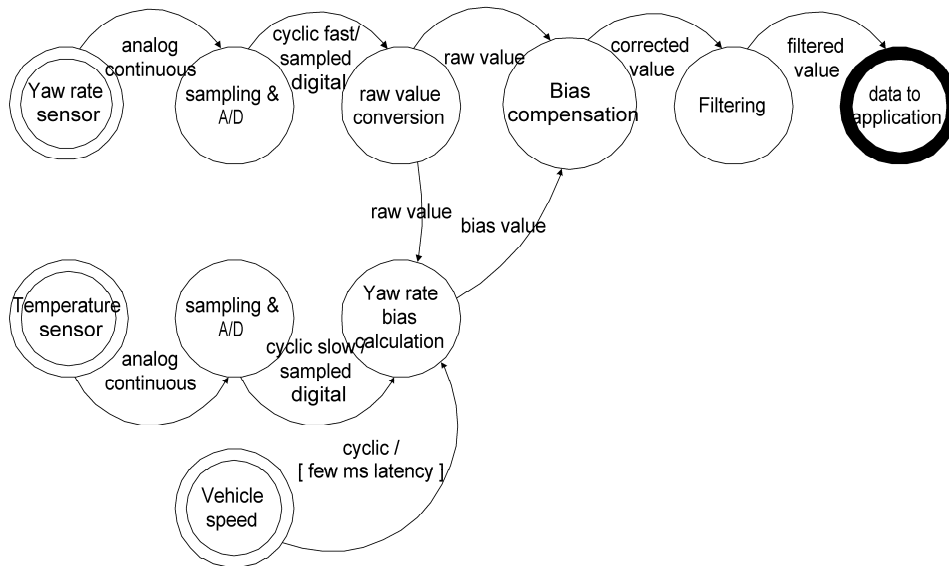 analog
continuous
cyclic fast/
sampled
digital
raw value
corrected
value
filtered
value
Yaw rate
sensor
sampling &
A/D
raw value
conversion
Bias
compensation
Filtering
data to
application
raw value
bias value
Temperature
sensor
sampling &
A/D
Yaw rate
bias
calculation
analog
continuous
cyclic slow /
sampled
digital
cyclic /
[ few ms latency ]
Vehicle
speed